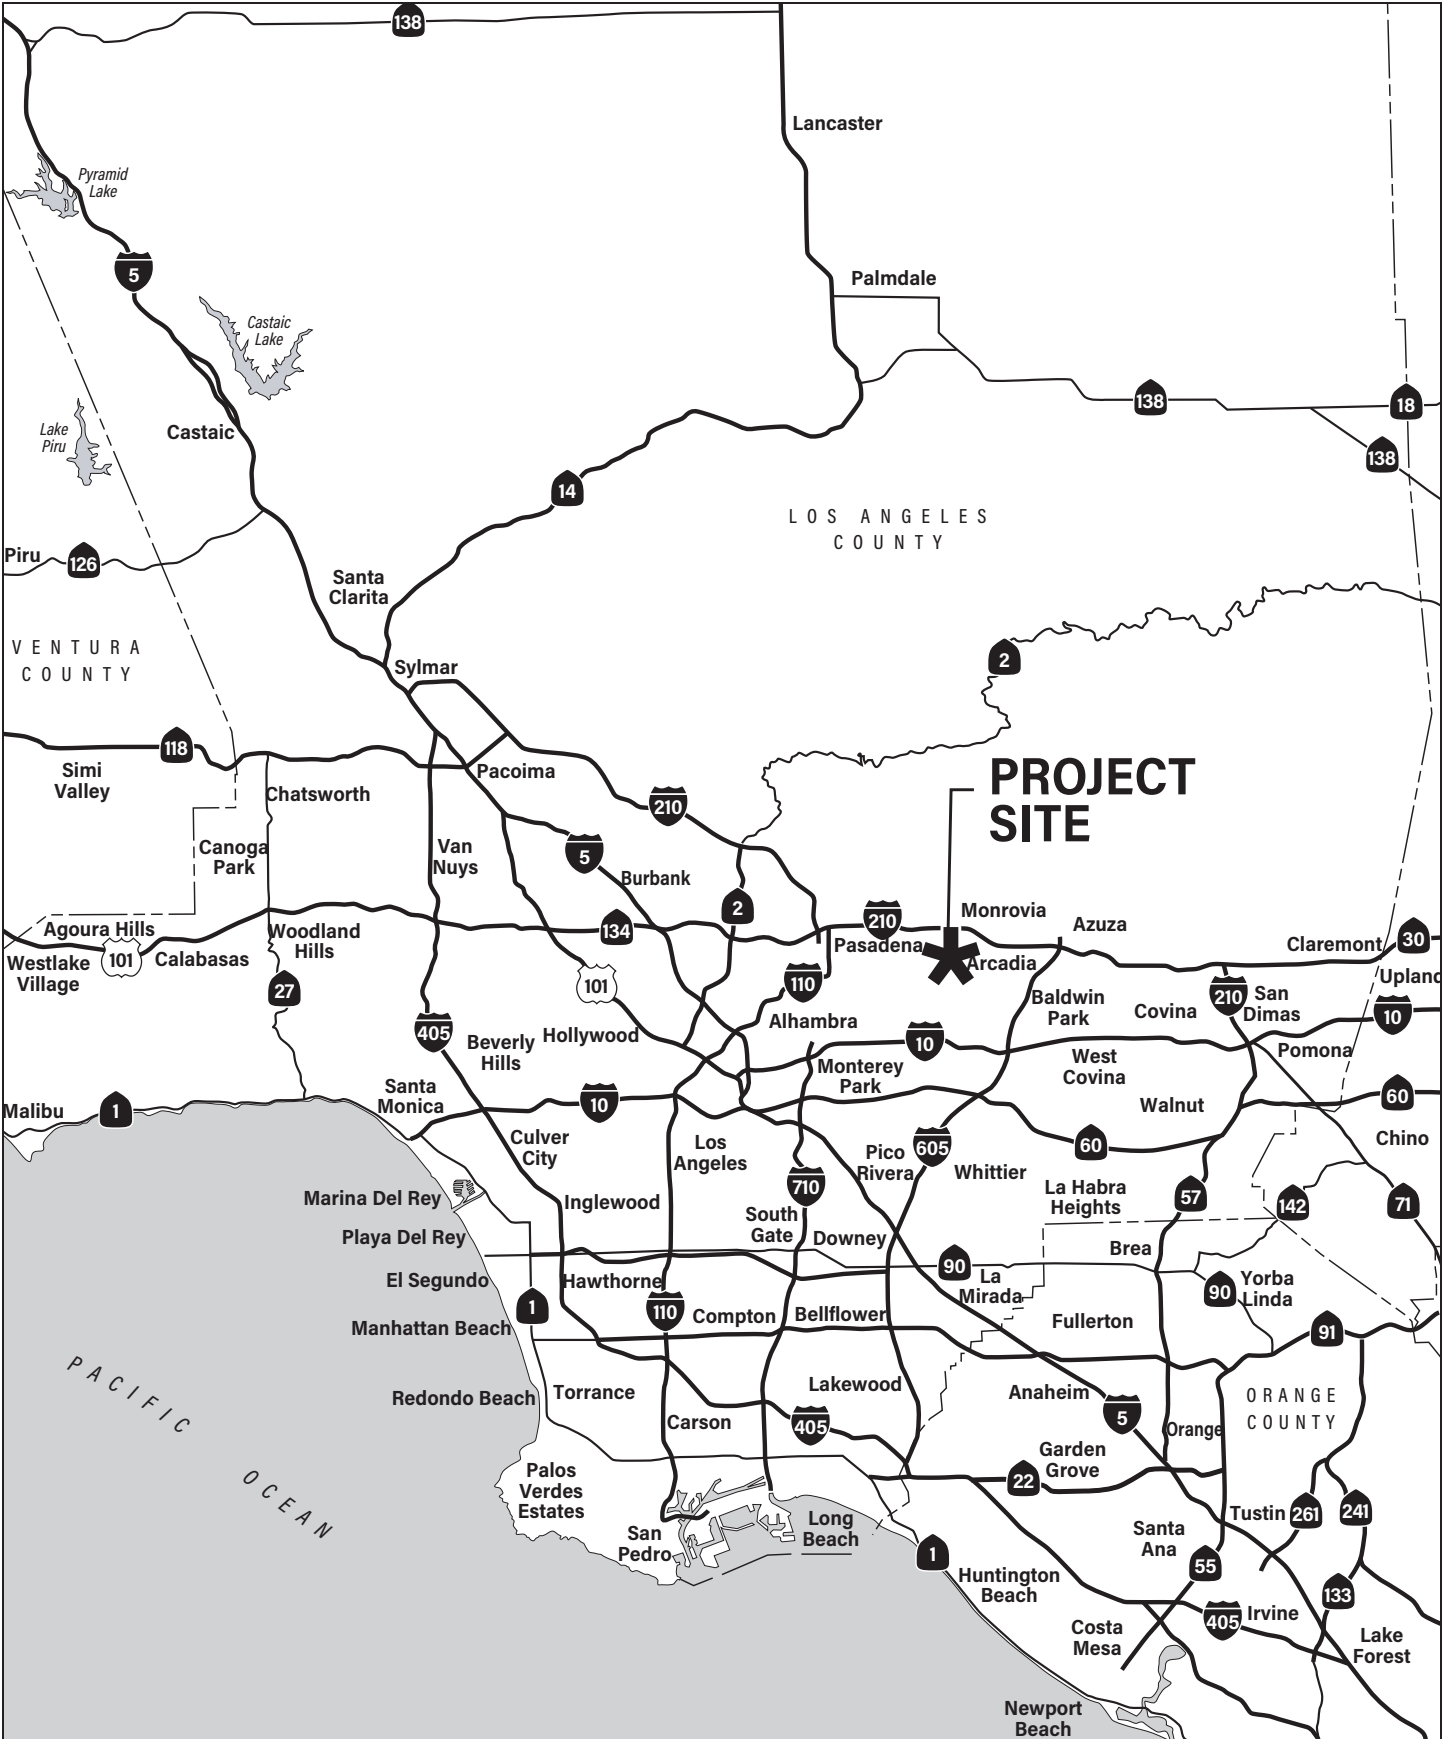 138
Lancaster
Pyramid
Lake
5
Palmdale
Castaic
Lake
138
18
Lake
Piru
Castaic
138
14
LOS ANGELES
COUNTY
Piru
126
Santa
Clarita
VENTURA
COUNTY
2
Sylmar
118
Simi
Valley
Pacoima
PROJECT
SITE
Chatsworth
210
Canoga
Park
Van
Nuys
5
Burbank
2
Monrovia
210
Azuza
Agoura Hills
Woodland
Hills
134
Pasadena
Claremont
30
Westlake
Village
101
Calabasas
Arcadia
Upland
27
101
110
Baldwin
Park
Covina
210
San
Dimas
10
405
Beverly
Hills
Hollywood
Alhambra
10
Pomona
Monterey
Park
West
Covina
Santa
Monica
Malibu
1
10
Walnut
60
Culver
City
Los
Angeles
Pico
Rivera
605
Whittier
60
Chino
Marina Del Rey
Inglewood
710
La Habra
Heights
57
142
71
South
Gate
Downey
Playa Del Rey
Brea
El Segundo
Hawthorne
90
La
Mirada
90
Yorba
Linda
1
110
Compton
Bellflower
Fullerton
91
Manhattan Beach
Redondo Beach
Torrance
Lakewood
Anaheim
5
ORANGE
COUNTY
PACIFIC
OCEAN
Carson
405
Orange
Garden
Grove
22
Palos
Verdes
Estates
San
Pedro
Long
Beach
Tustin
261
241
Santa
Ana
1
55
Huntington
Beach
133
405
Irvine
Costa
Mesa
Lake
Forest
Newport
Beach